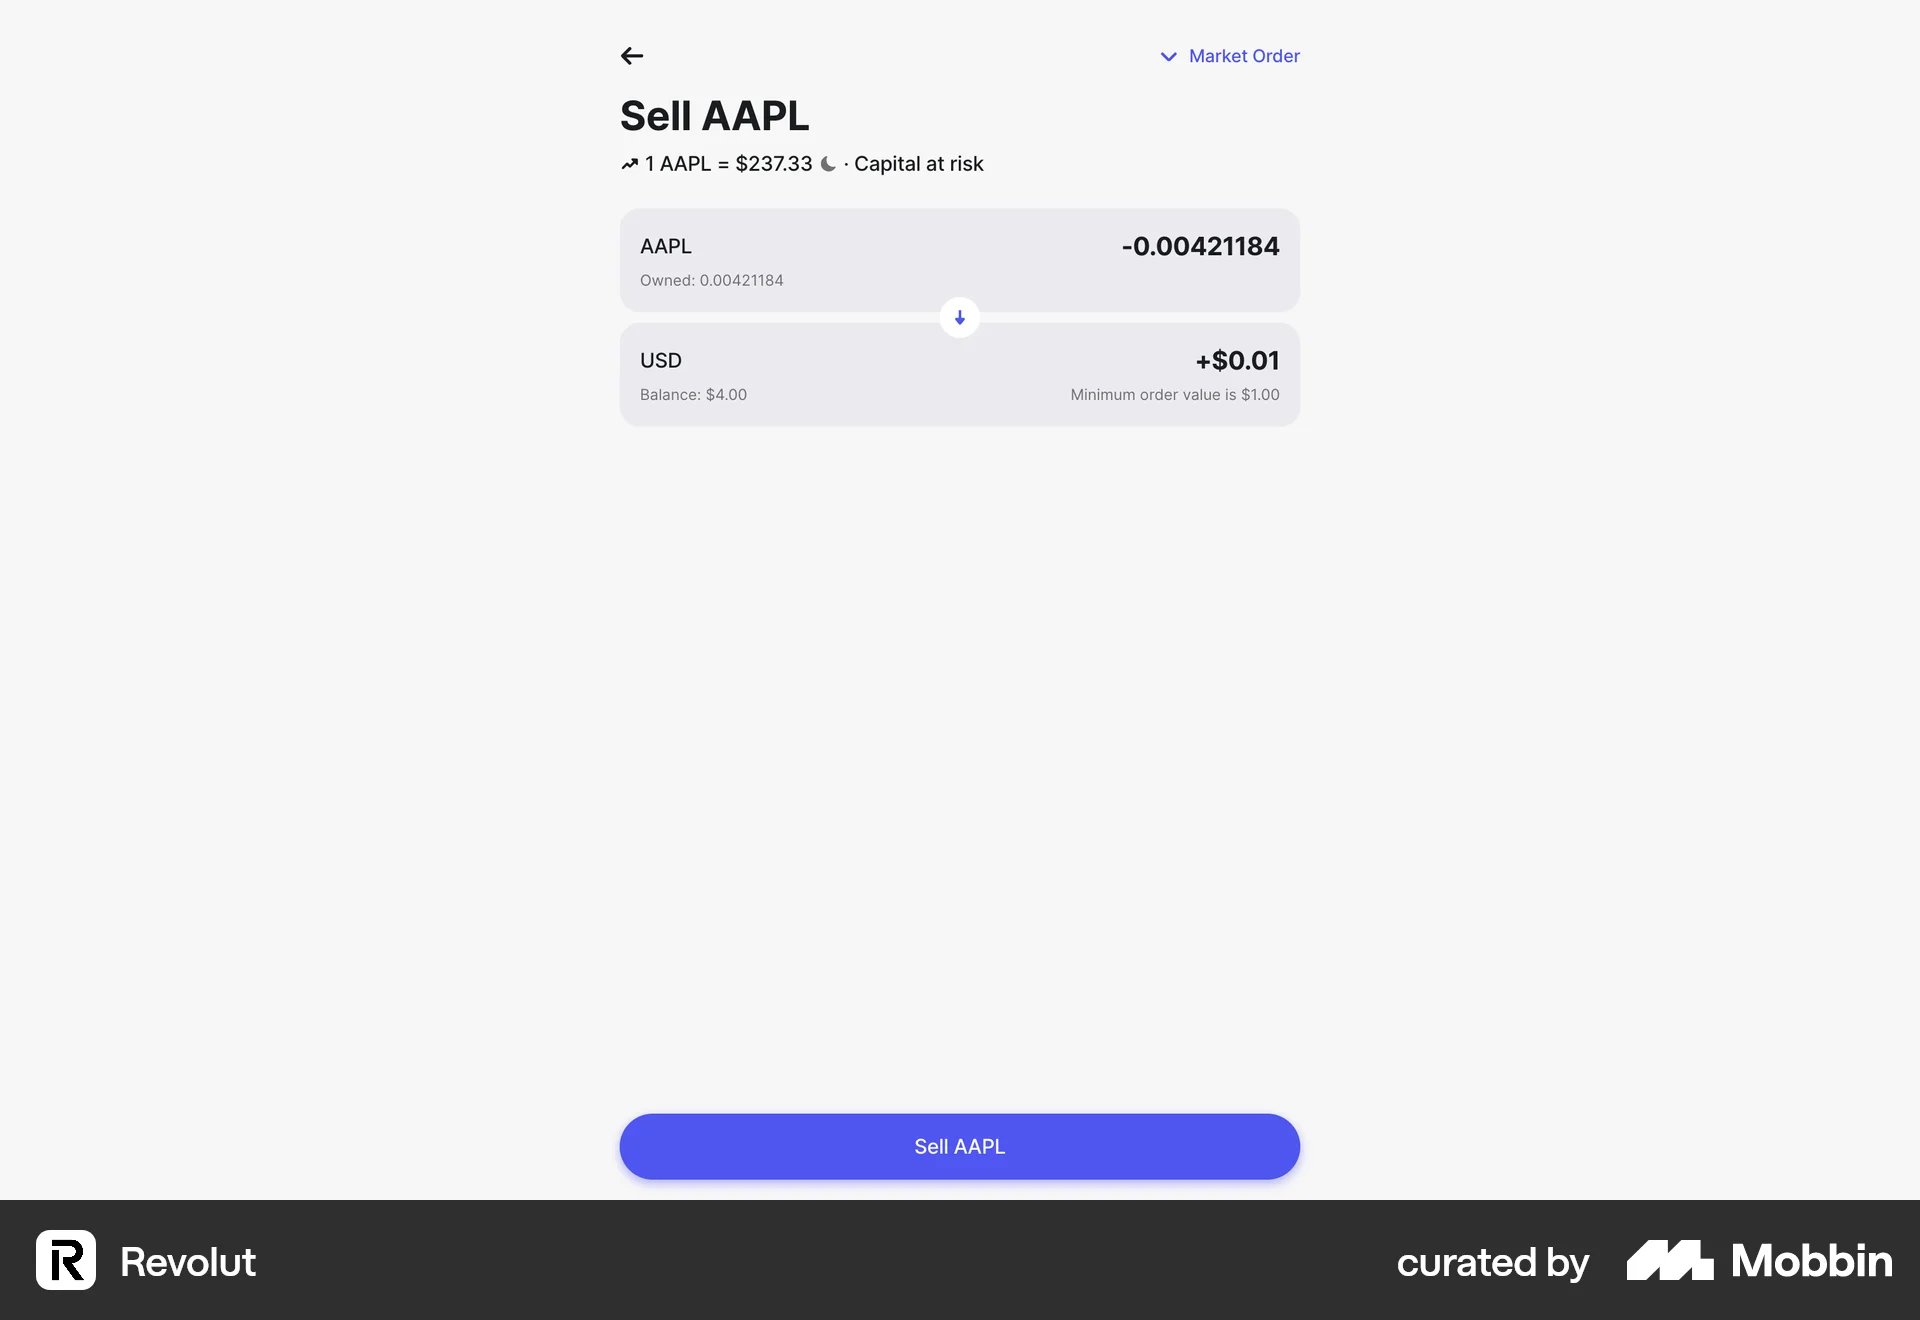 Market Order
Sell AAPL
1 AAPL = $237.33 · Capital at risk
AAPL
-0.00421184
Owned: 0.00421184
USD
+$0.01
Balance: $4.00
Minimum order value is $1.00
Sell AAPL
Revolut
curated by Mobbin